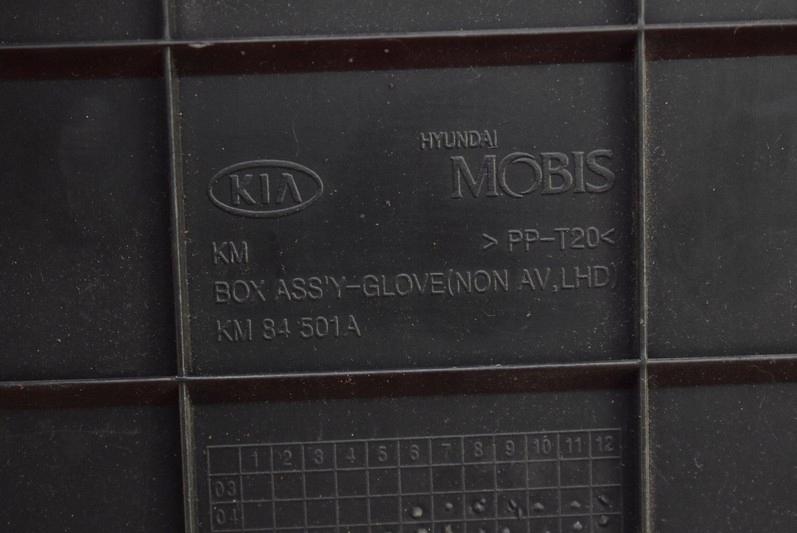 HYUNDAI
KIA MOBIS
KM >PP-T20<
BOX ASS'Y-GLOVE(NON AV,LHD)
KM 84 501A
1 2 3 4 5 6 7 8 9 10 11 12
03
04